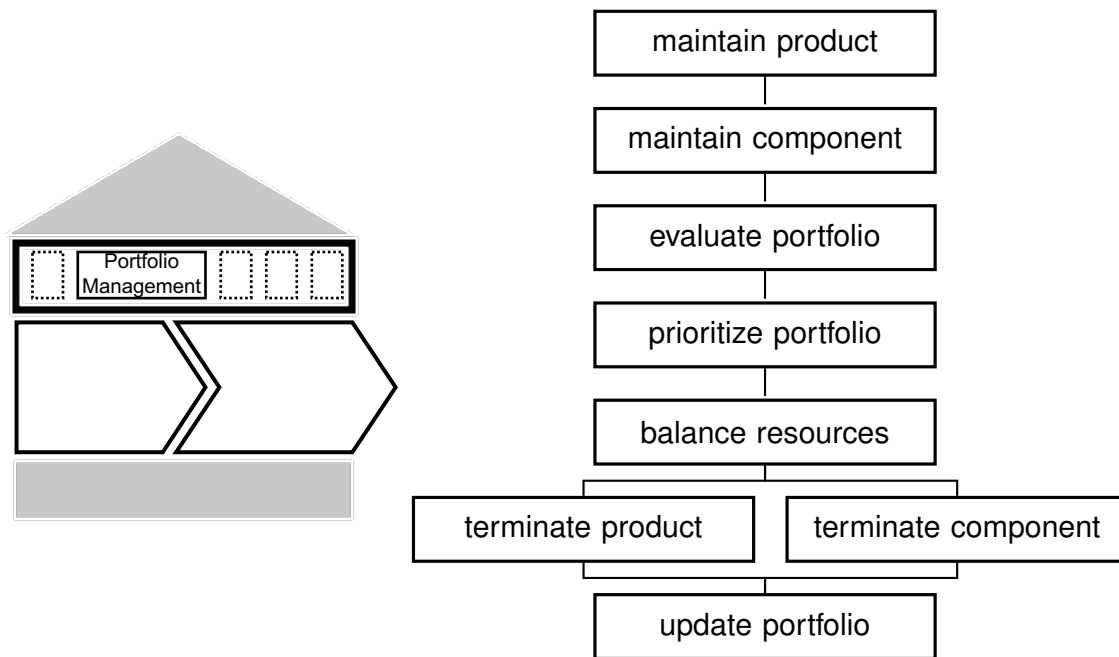 Portfolio
Management
maintain product
maintain component
evaluate portfolio
prioritize portfolio
balance resources
terminate product
terminate component
update portfolio